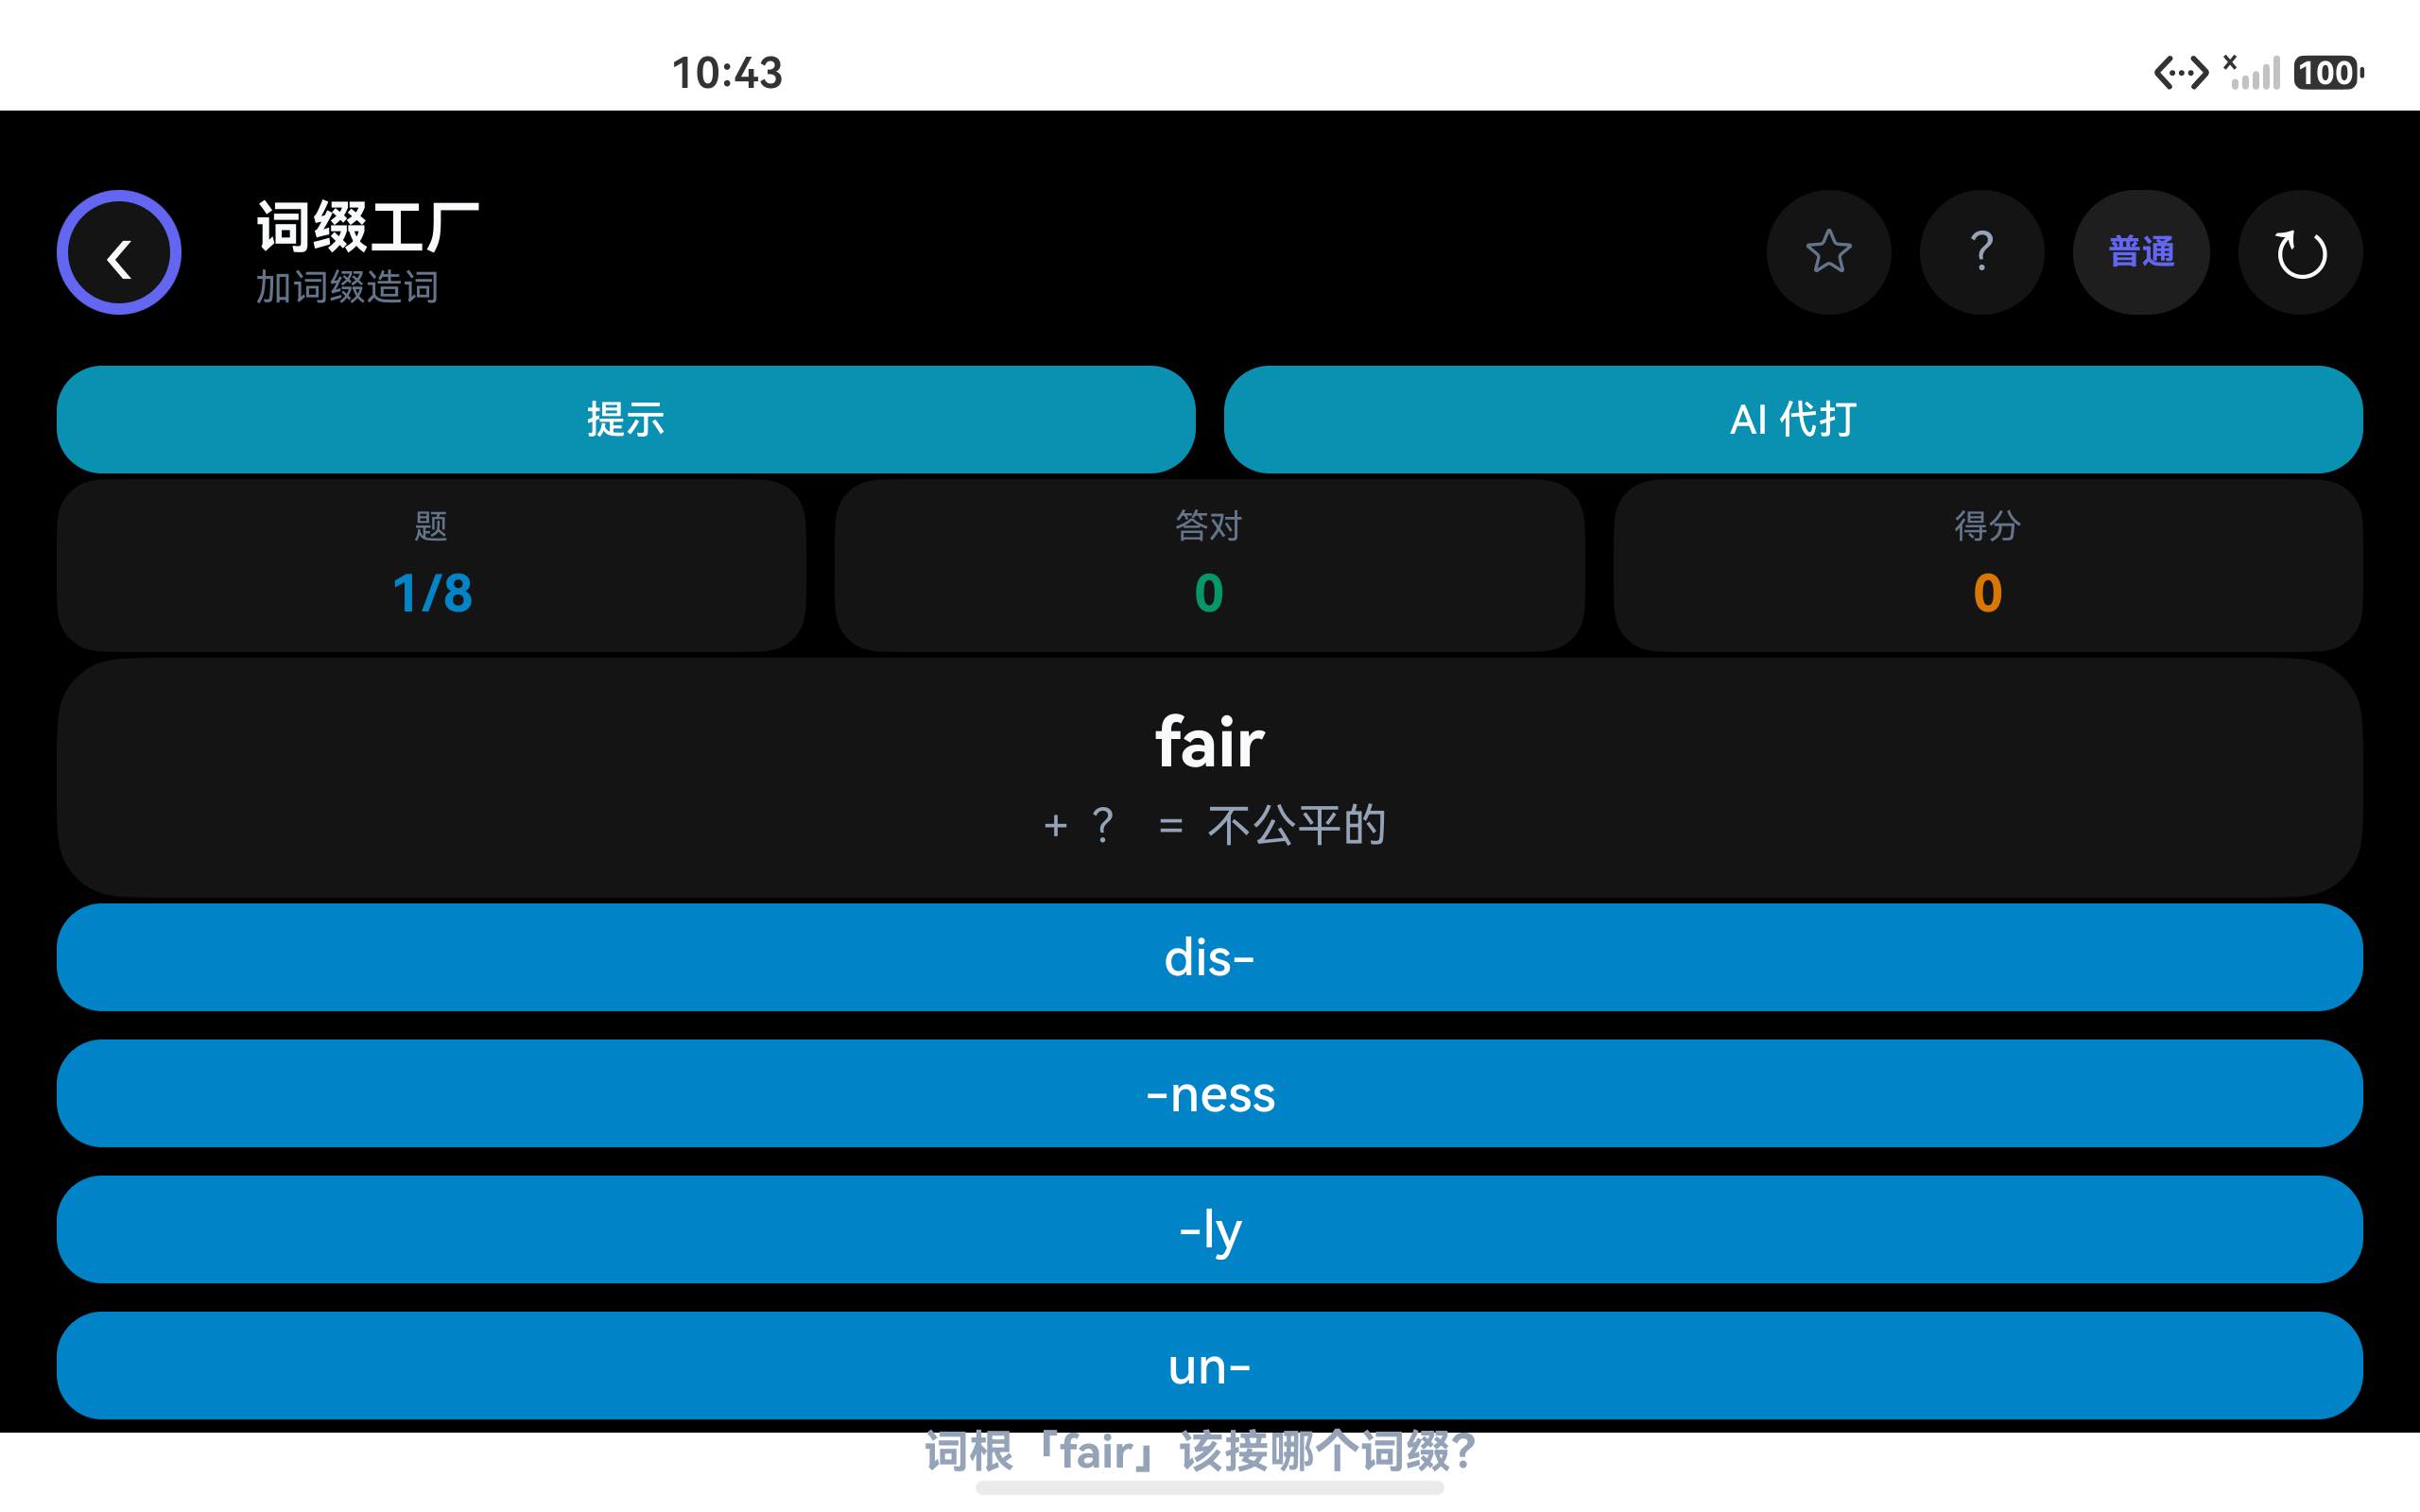 10:43
100
词缀工厂
加词缀造词
?
普通
提示
AI 代打
题
答对
得分
1/8
0
0
fair
+ ? = 不公平的
dis-
-ness
-ly
un-
词根「fair」该接哪个词缀?